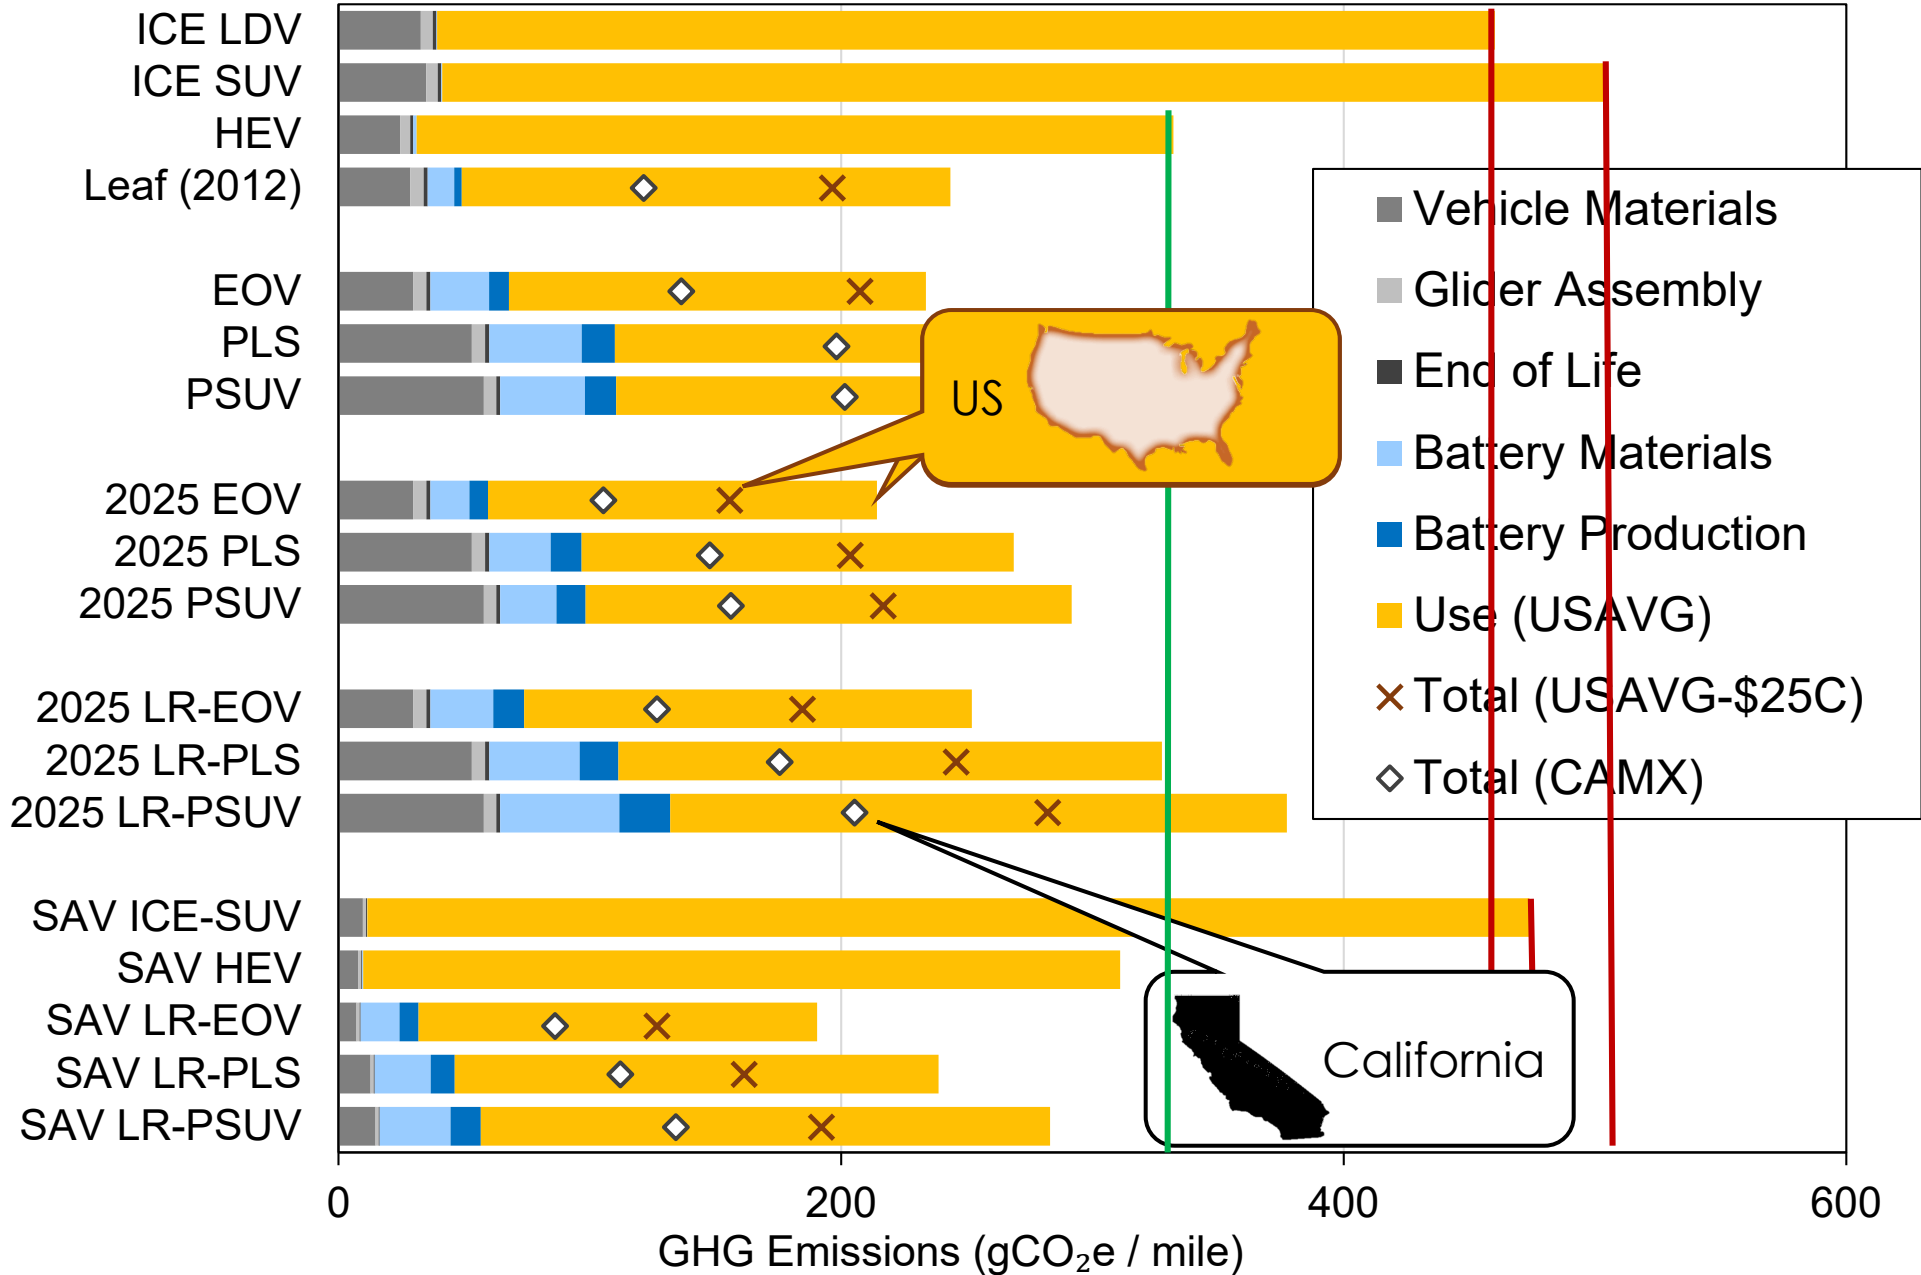 ICE LDV
ICE SUV
HEV
Leaf (2012)
EOV
PLS
PSUV
2025 EOV
2025 PLS
2025 PSUV
2025 LR-EOV
2025 LR-PLS
2025 LR-PSUV
SAV ICE-SUV
SAV HEV
SAV LR-EOV
SAV LR-PLS
SAV LR-PSUV
US
Vehicle Materials
Glider Assembly
End of Life
Battery Materials
Battery Production
Use (USAVG)
Total (USAVG-$25C)
Total (CAMX)
California
0 200 400 600
GHG Emissions (gCO₂e / mile)